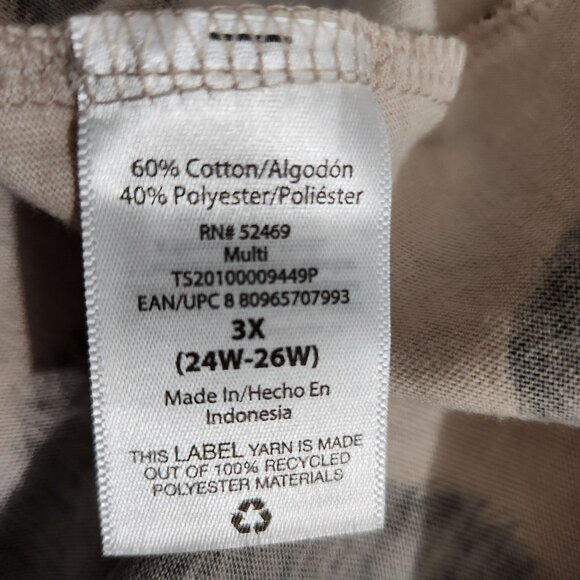 60% Cotton/Algodón
40% Polyester/Poliéster
RN# 52469
Multi
TS20100009449P
EAN/UPC 8 80965707993
3X
(24W-26W)
Made In/Hecho En
Indonesia
THIS LABEL YARN IS MADE
OUT OF 100% RECYCLED
POLYESTER MATERIALS